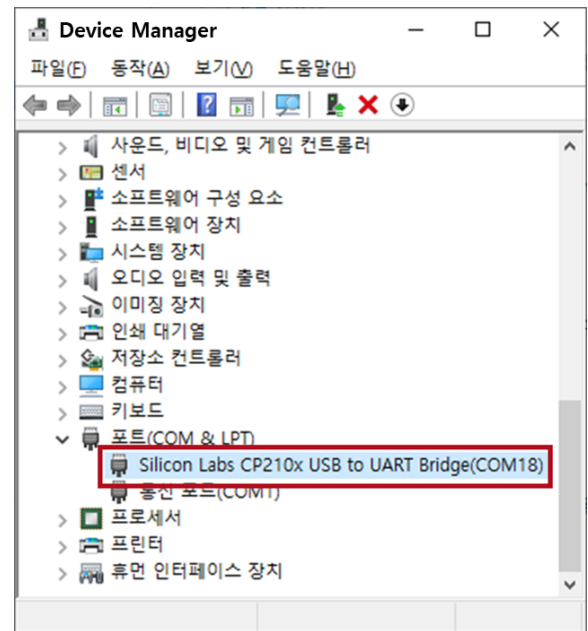 Device Manager
파일(F) 동작(A) 보기(V) 도움말(H)
사운드, 비디오 및 게임 컨트롤러
센서
소프트웨어 구성 요소
소프트웨어 장치
시스템 장치
오디오 입력 및 출력
이미징 장치
인쇄 대기열
저장소 컨트롤러
컴퓨터
키보드
포트(COM & LPT)
Silicon Labs CP210x USB to UART Bridge(COM18)
통신 포트(COM1)
프로세서
프린터
휴먼 인터페이스 장치